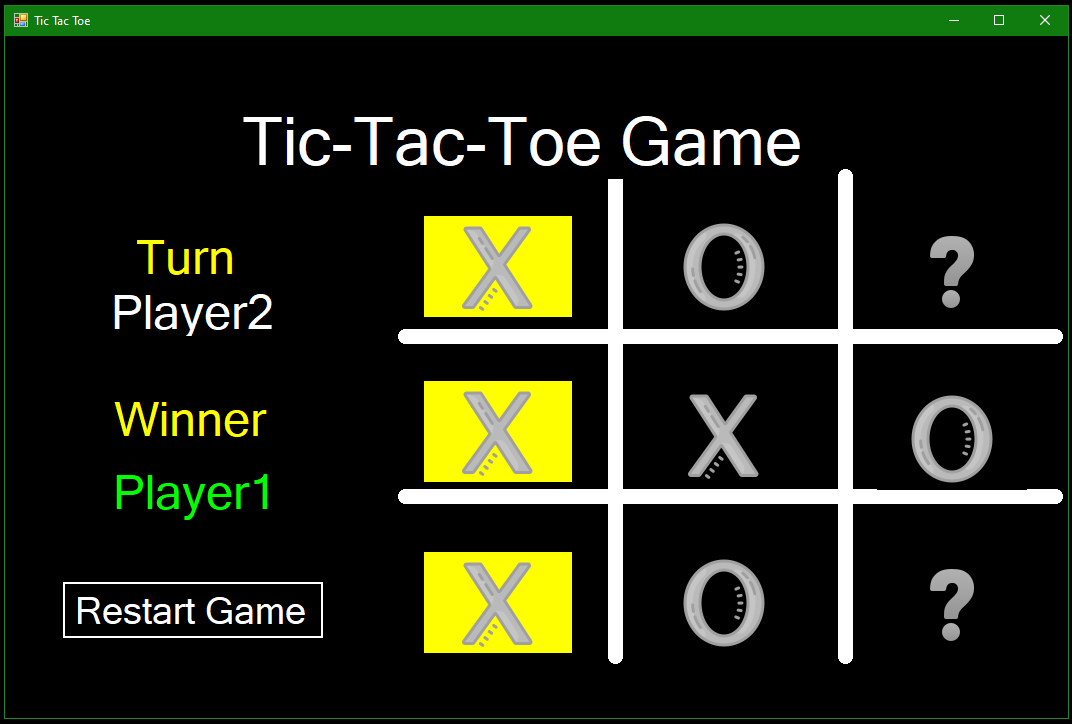 Tic Tac Toe
Tic-Tac-Toe Game
Turn
Player2
Winner
Player1
Restart Game
X O ?
X X O
X O ?